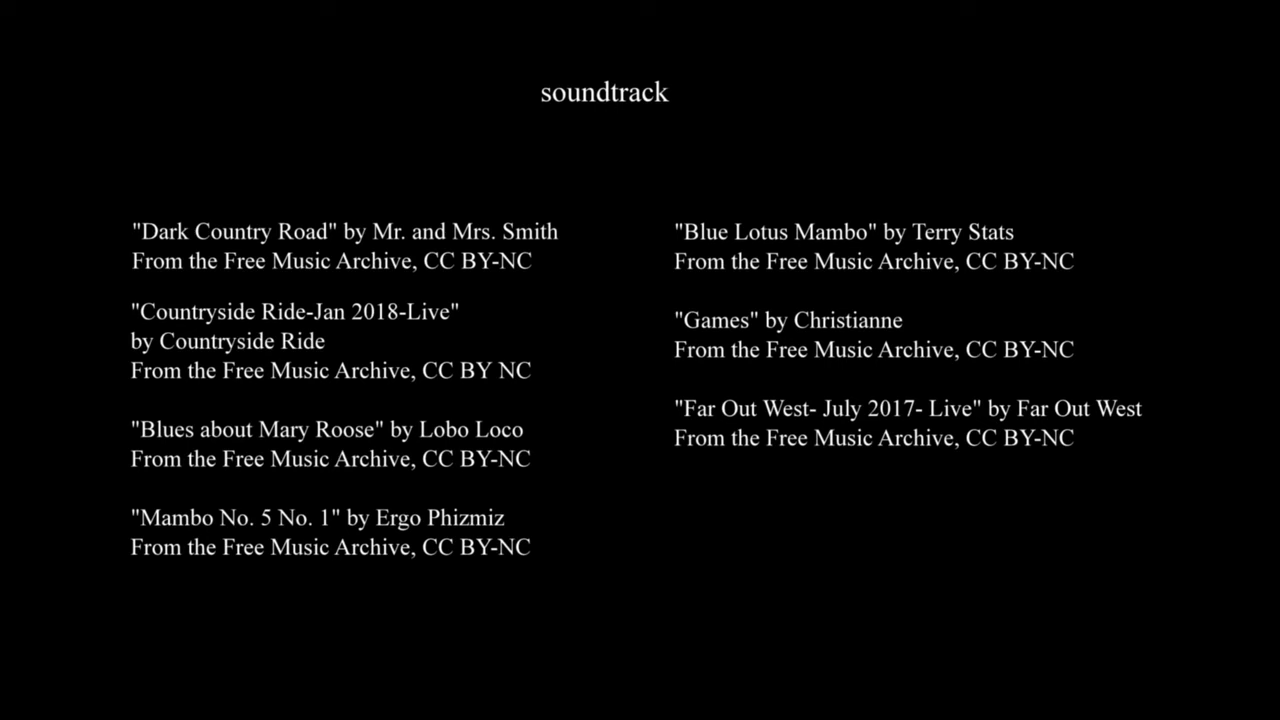 soundtrack
"Dark Country Road" by Mr. and Mrs. Smith
From the Free Music Archive, CC BY-NC
"Countryside Ride-Jan 2018-Live"
by Countryside Ride
From the Free Music Archive, CC BY NC
"Blues about Mary Roose" by Lobo Loco
From the Free Music Archive, CC BY-NC
"Mambo No. 5 No. 1" by Ergo Phizmiz
From the Free Music Archive, CC BY-NC
"Blue Lotus Mambo" by Terry Stats
From the Free Music Archive, CC BY-NC
"Games" by Christianne
From the Free Music Archive, CC BY-NC
"Far Out West- July 2017- Live" by Far Out West
From the Free Music Archive, CC BY-NC